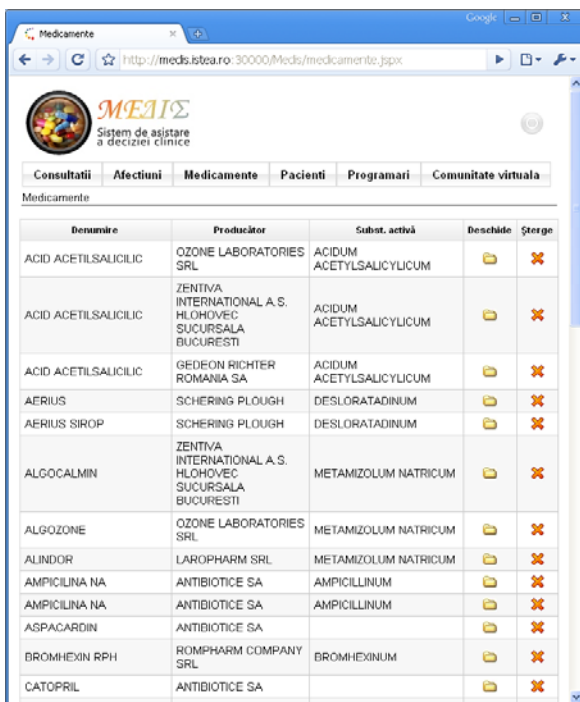 Google
Medicamente
http://medis.istea.ro:30000/Medis/medicamente.jspx
ΜΕΔΙΣ
Sistem de asistare
a deciziei clinice
Consultatii Afectiuni Medicamente Pacienti Programari Comunitate virtuala
Medicamente
Denumire Producător Subst. activă Deschide Şterge
ACID ACETILSALICILIC OZONE LABORATORIES SRL ACIDUM ACETYLSALICYLICUM
ACID ACETILSALICILIC ZENTIVA INTERNATIONAL A.S. HLOHOVEC SUCURSALA BUCURESTI ACIDUM ACETYLSALICYLICUM
ACID ACETILSALICILIC GEDEON RICHTER ROMANIA SA ACIDUM ACETYLSALICYLICUM
AERIUS SCHERING PLOUGH DESLORATADINUM
AERIUS SIROP SCHERING PLOUGH DESLORATADINUM
ALGOCALMIN ZENTIVA INTERNATIONAL A.S. HLOHOVEC SUCURSALA BUCURESTI METAMIZOLUM NATRICUM
ALGOZONE OZONE LABORATORIES SRL METAMIZOLUM NATRICUM
ALINDOR LAROPHARM SRL METAMIZOLUM NATRICUM
AMPICILINA NA ANTIBIOTICE SA AMPICILLINUM
AMPICILINA NA ANTIBIOTICE SA AMPICILLINUM
ASPACARDIN ANTIBIOTICE SA
BROMHEXIN RPH ROMPHARM COMPANY SRL BROMHEXINUM
CATOPRIL ANTIBIOTICE SA